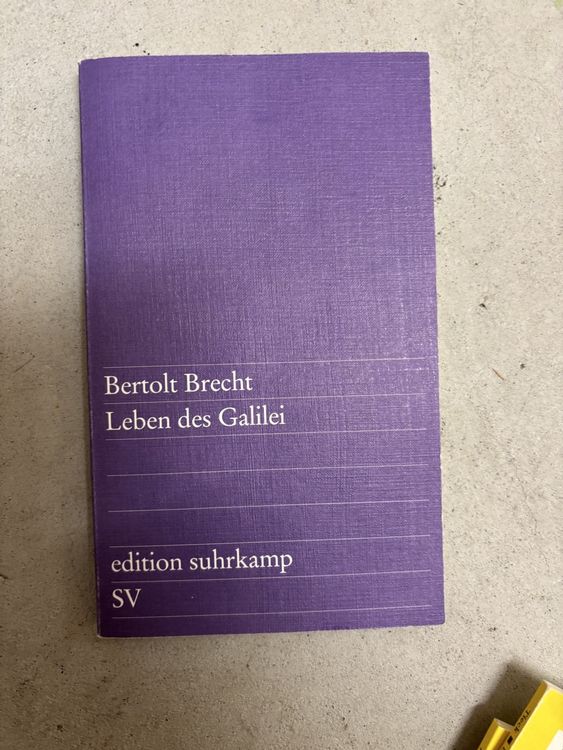 Bertolt Brecht
Leben des Galilei
edition suhrkamp
SV